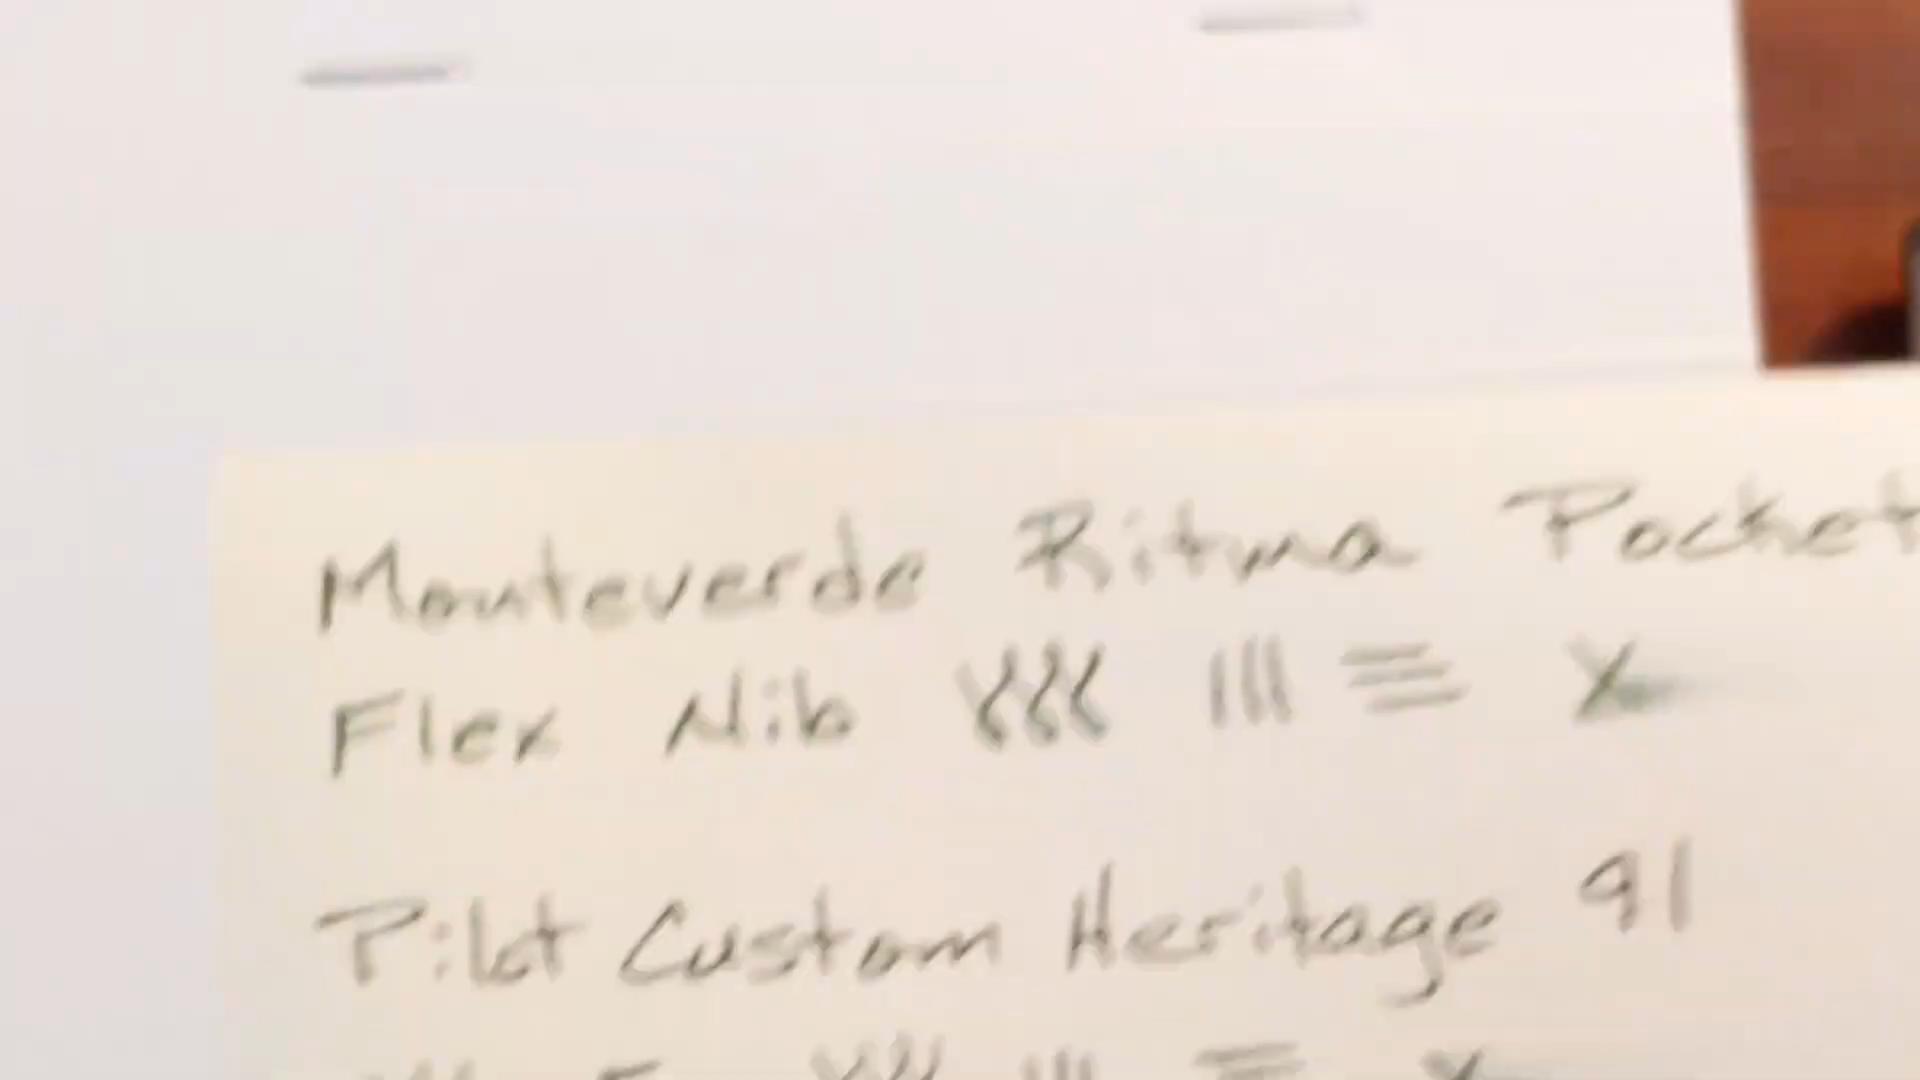 Monteverde Ritma Pocket
Flex Nib
Pilot Custom Heritage 91